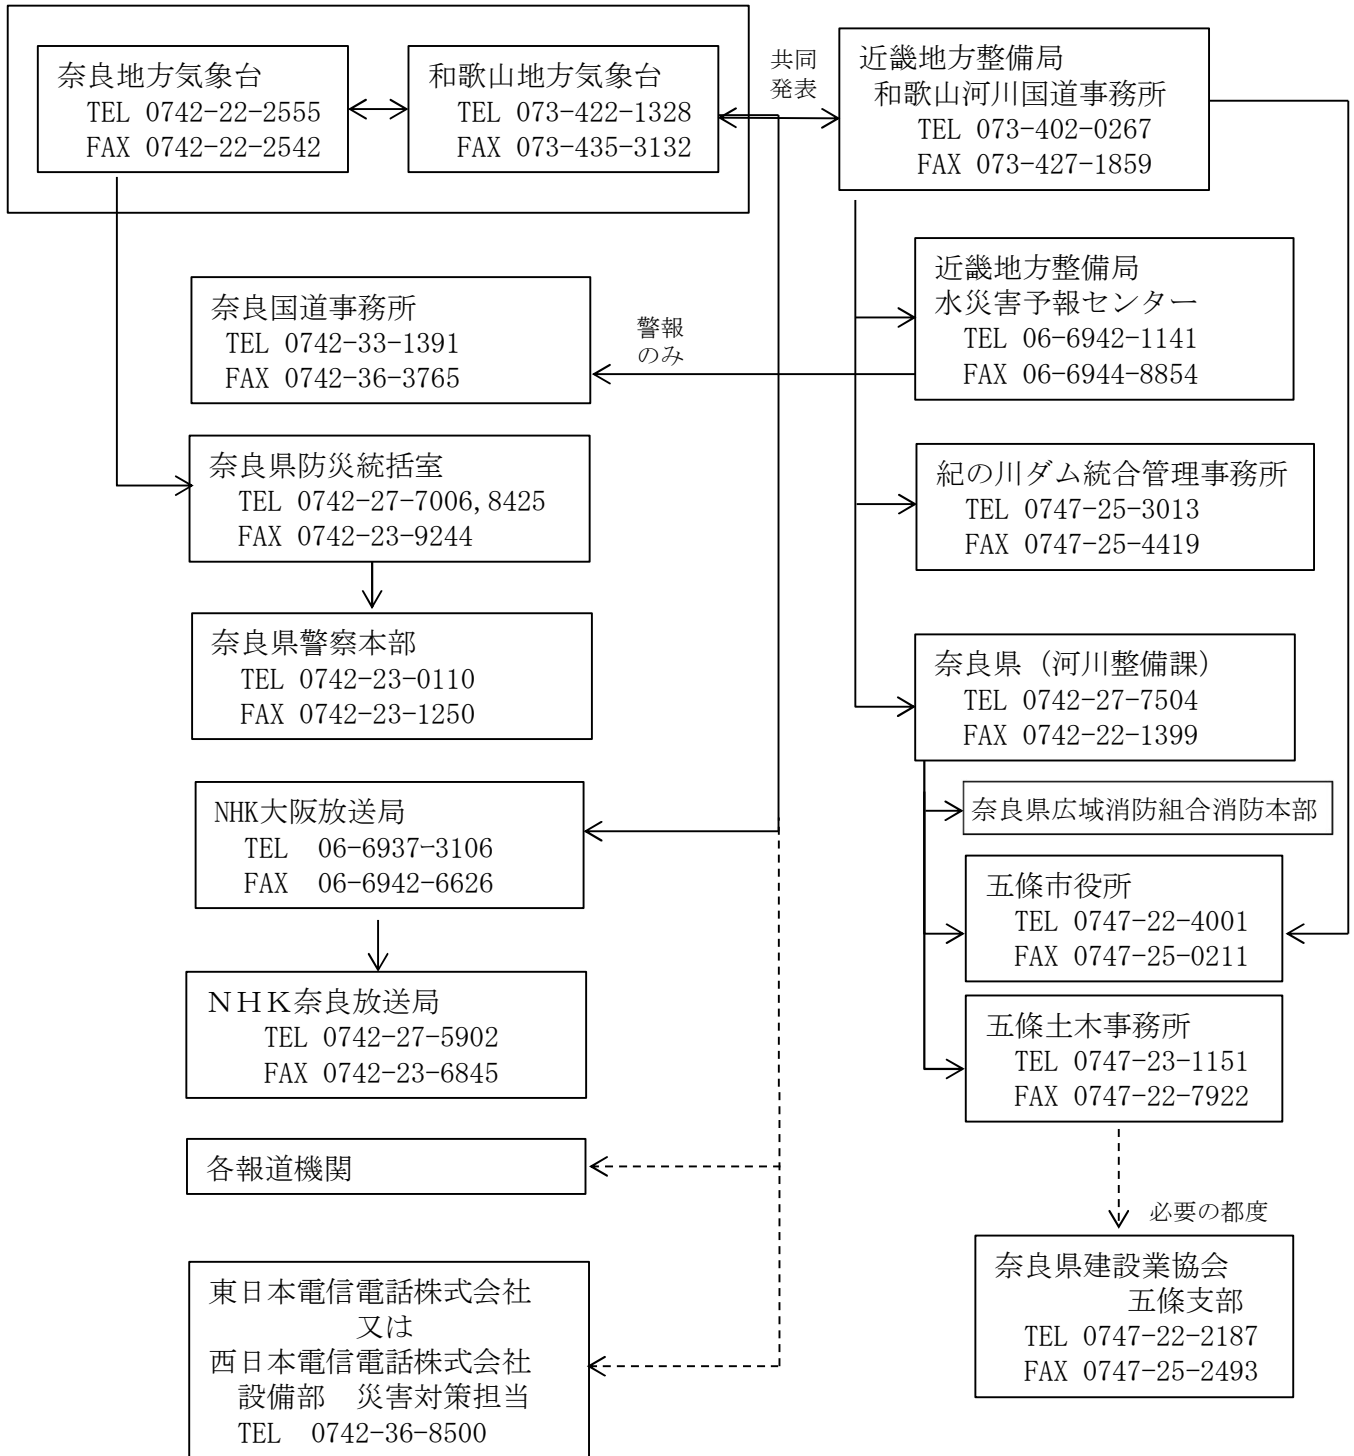 奈良地方気象台
TEL 0742-22-2555
FAX 0742-22-2542
和歌山地方気象台
TEL 073-422-1328
FAX 073-435-3132
共同
発表
近畿地方整備局
和歌山河川国道事務所
TEL 073-402-0267
FAX 073-427-1859
近畿地方整備局
水災害予報センター
TEL 06-6942-1141
FAX 06-6944-8854
奈良国道事務所
TEL 0742-33-1391
FAX 0742-36-3765
警報
のみ
奈良県防災統括室
TEL 0742-27-7006,8425
FAX 0742-23-9244
紀の川ダム統合管理事務所
TEL 0747-25-3013
FAX 0747-25-4419
奈良県警察本部
TEL 0742-23-0110
FAX 0742-23-1250
奈良県（河川整備課）
TEL 0742-27-7504
FAX 0742-22-1399
NHK大阪放送局
TEL 06-6937-3106
FAX 06-6942-6626
奈良県広域消防組合消防本部
五條市役所
TEL 0747-22-4001
FAX 0747-25-0211
ＮＨＫ奈良放送局
TEL 0742-27-5902
FAX 0742-23-6845
五條土木事務所
TEL 0747-23-1151
FAX 0747-22-7922
各報道機関
必要の都度
奈良県建設業協会
五條支部
TEL 0747-22-2187
FAX 0747-25-2493
東日本電信電話株式会社
又は
西日本電信電話株式会社
設備部　災害対策担当
TEL 0742-36-8500